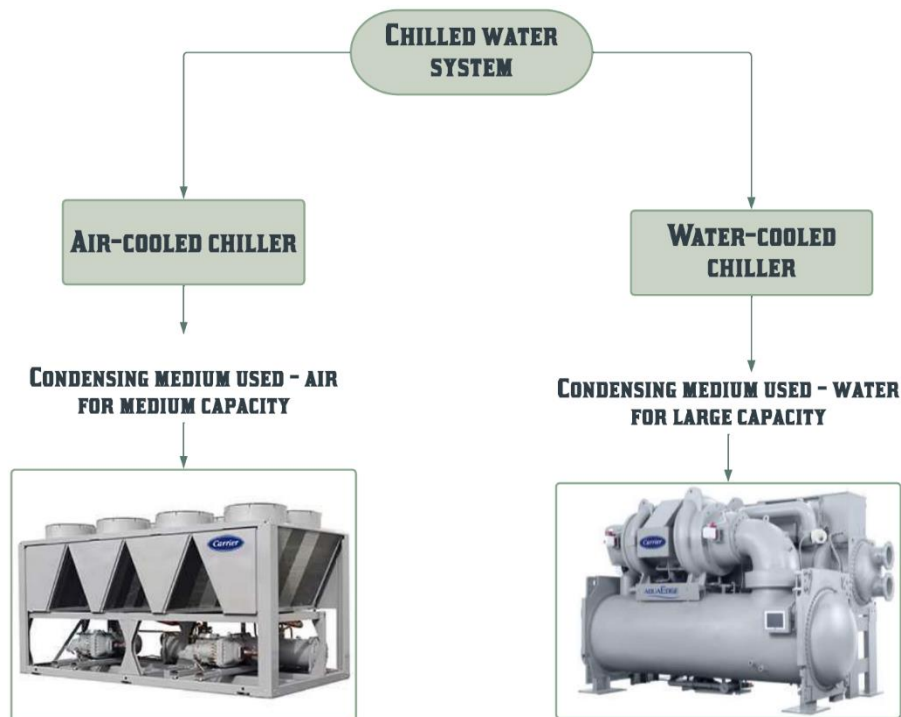 Chilled water
system
Air-cooled chiller
Water-cooled
chiller
Condensing medium used - air
for medium capacity
Condensing medium used - water
for large capacity
Carrier
Carrier
AquaEdge